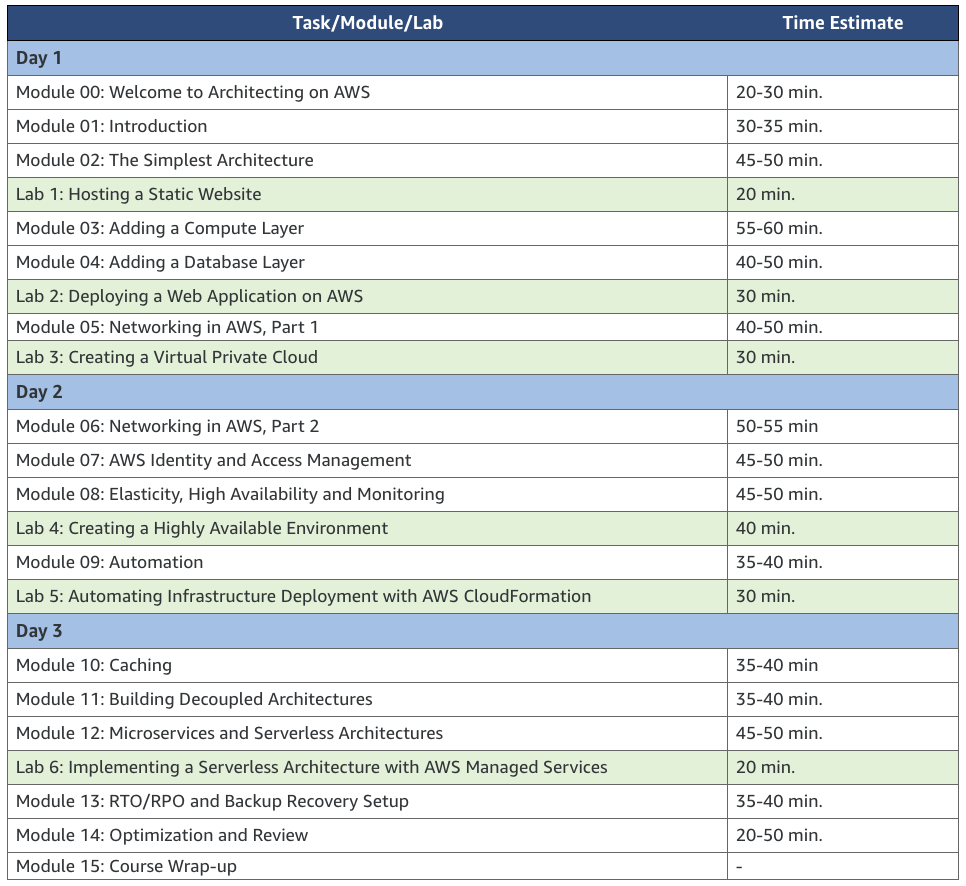 Task/Module/Lab Time Estimate
Day 1
Module 00: Welcome to Architecting on AWS 20-30 min.
Module 01: Introduction 30-35 min.
Module 02: The Simplest Architecture 45-50 min.
Lab 1: Hosting a Static Website 20 min.
Module 03: Adding a Compute Layer 55-60 min.
Module 04: Adding a Database Layer 40-50 min.
Lab 2: Deploying a Web Application on AWS 30 min.
Module 05: Networking in AWS, Part 1 40-50 min.
Lab 3: Creating a Virtual Private Cloud 30 min.
Day 2
Module 06: Networking in AWS, Part 2 50-55 min
Module 07: AWS Identity and Access Management 45-50 min.
Module 08: Elasticity, High Availability and Monitoring 45-50 min.
Lab 4: Creating a Highly Available Environment 40 min.
Module 09: Automation 35-40 min.
Lab 5: Automating Infrastructure Deployment with AWS CloudFormation 30 min.
Day 3
Module 10: Caching 35-40 min
Module 11: Building Decoupled Architectures 35-40 min.
Module 12: Microservices and Serverless Architectures 45-50 min.
Lab 6: Implementing a Serverless Architecture with AWS Managed Services 20 min.
Module 13: RTO/RPO and Backup Recovery Setup 35-40 min.
Module 14: Optimization and Review 20-50 min.
Module 15: Course Wrap-up -